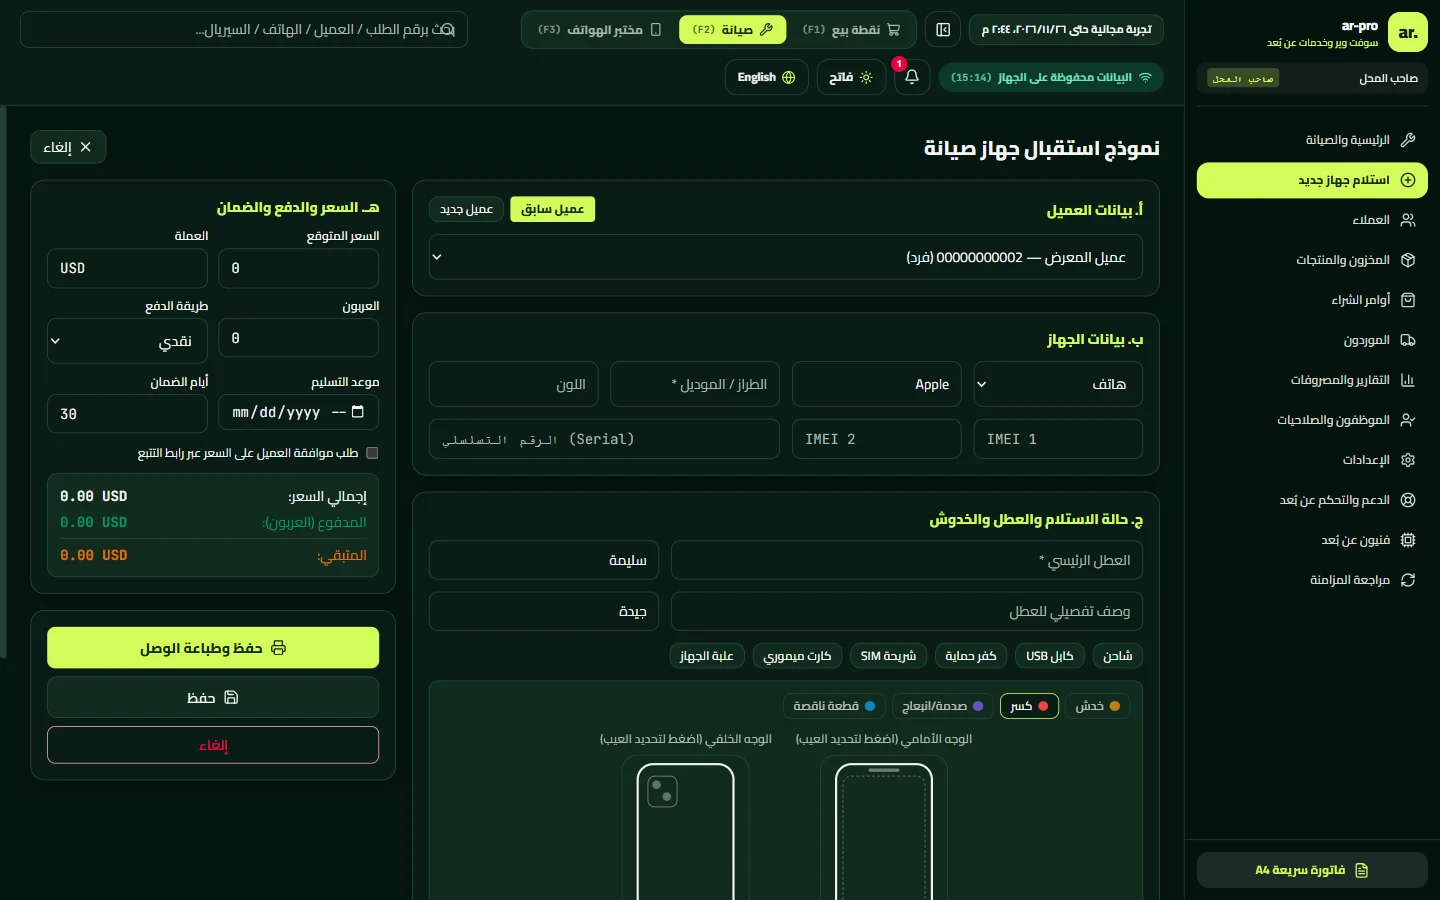 ar.
ar-pro
سوفت وير وخدمات عن بُعد
صاحب المحل
صاحب المحل
الرئيسية والصيانة
استلام جهاز جديد
العملاء
المخزون والمنتجات
أوامر الشراء
الموردون
التقارير والمصروفات
الموظفون والصلاحيات
الإعدادات
الدعم والتحكم عن بُعد
فنيون عن بُعد
مراجعة المزامنة
فاتورة سريعة A4
تجربة مجانية حتى ٢٠٢٦/١١/٢٦، ٢:٤٤ م
نقطة بيع (F1)
صيانة (F2)
مختبر الهواتف (F3)
بحث برقم الطلب / العميل / الهاتف / السيريال...
البيانات محفوظة على الجهاز (15:14)
1
فاتح
English
نموذج استقبال جهاز صيانة
إلغاء
أ. بيانات العميل
عميل سابق
عميل جديد
عميل المعرض — 00000000002 (فرد)
ب. بيانات الجهاز
هاتف
Apple
الطراز / الموديل *
اللون
IMEI 1
IMEI 2
الرقم التسلسلي (Serial)
ج. حالة الاستلام والعطل والخدوش
العطل الرئيسي *
سليمة
وصف تفصيلي للعطل
جيدة
شاحن
كابل USB
كفر حماية
شريحة SIM
كارت ميموري
علبة الجهاز
خدش
كسر
صدمة/انبعاج
قطعة ناقصة
الوجه الأمامي (اضغط لتحديد العيب)
الوجه الخلفي (اضغط لتحديد العيب)
هـ. السعر والدفع والضمان
السعر المتوقع
العملة
0
USD
العربون
طريقة الدفع
0
نقدي
موعد التسليم
أيام الضمان
mm/dd/yyyy --
30
طلب موافقة العميل على السعر عبر رابط التتبع
إجمالي السعر:
0.00 USD
المدفوع (العربون):
0.00 USD
المتبقي:
0.00 USD
حفظ وطباعة الوصل
حفظ
إلغاء